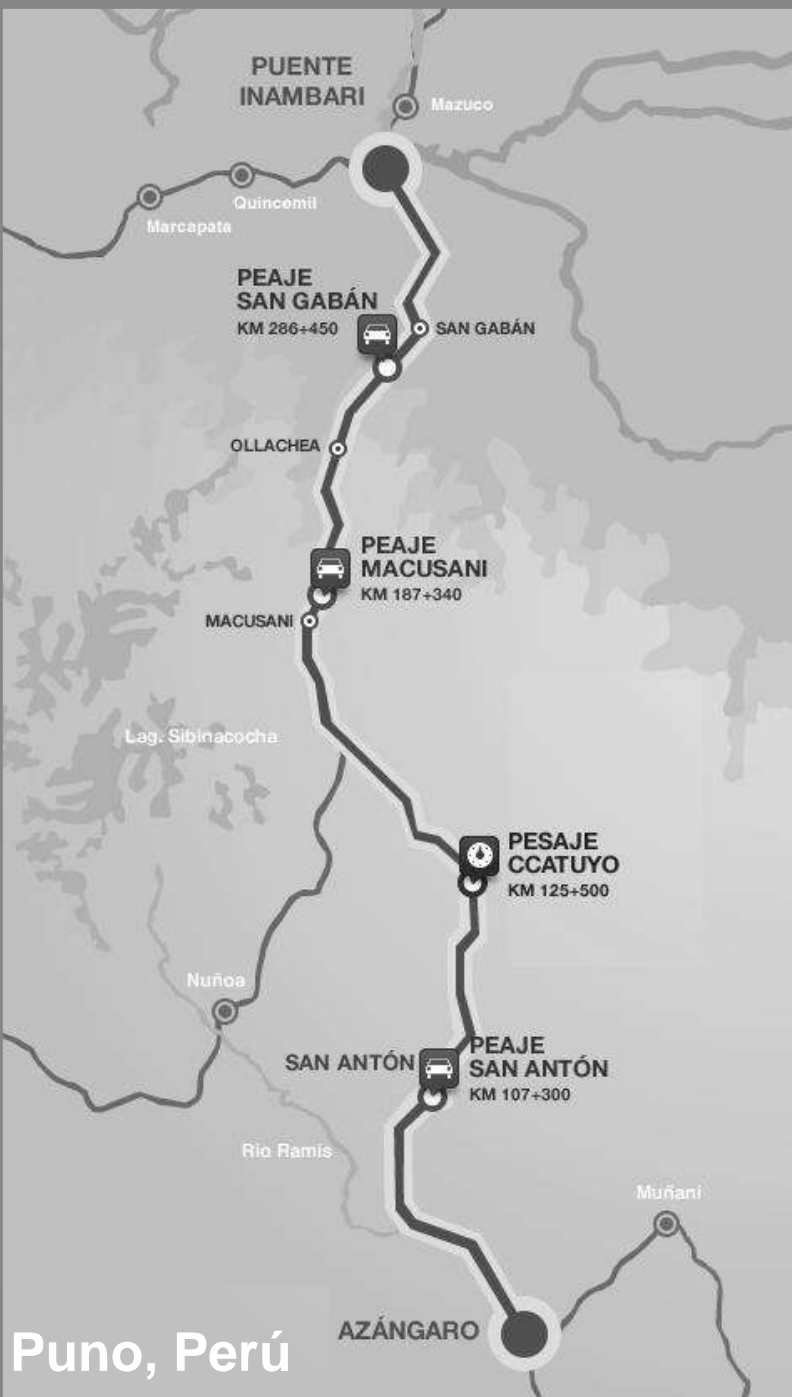 PUENTE
INAMBARI
Mazuco
Quincemil
Marcapata
PEAJE
SAN GABÁN
KM 286+450
SAN GABÁN
OLLACHEA
PEAJE
MACUSANI
KM 187+340
MACUSANI
Lag. Sibinacocha
PESAJE
CCATUYO
KM 125+500
Nuñoa
SAN ANTÓN
PEAJE
SAN ANTÓN
KM 107+300
Rio Ramis
Muñani
AZÁNGARO
Puno, Perú